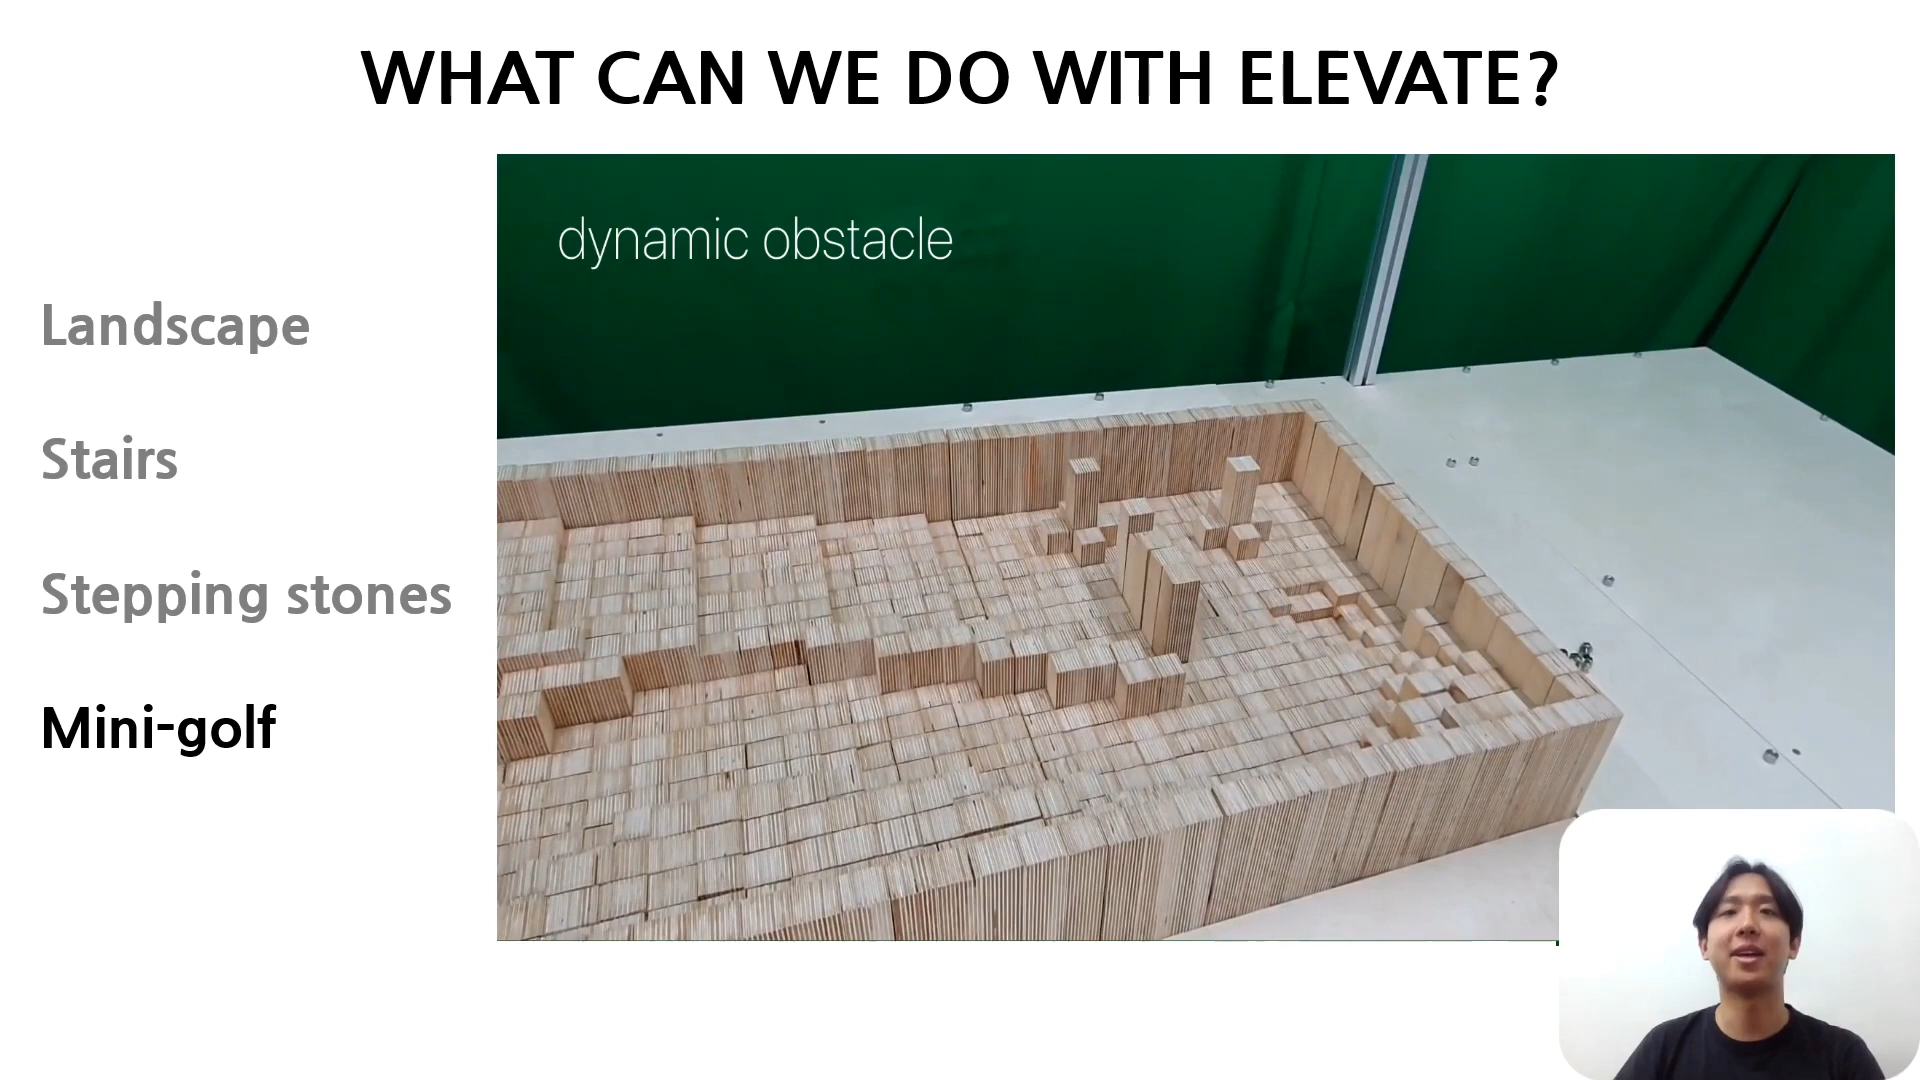 WHAT CAN WE DO WITH ELEVATE?
dynamic obstacle
Landscape
Stairs
Stepping stones
Mini-golf